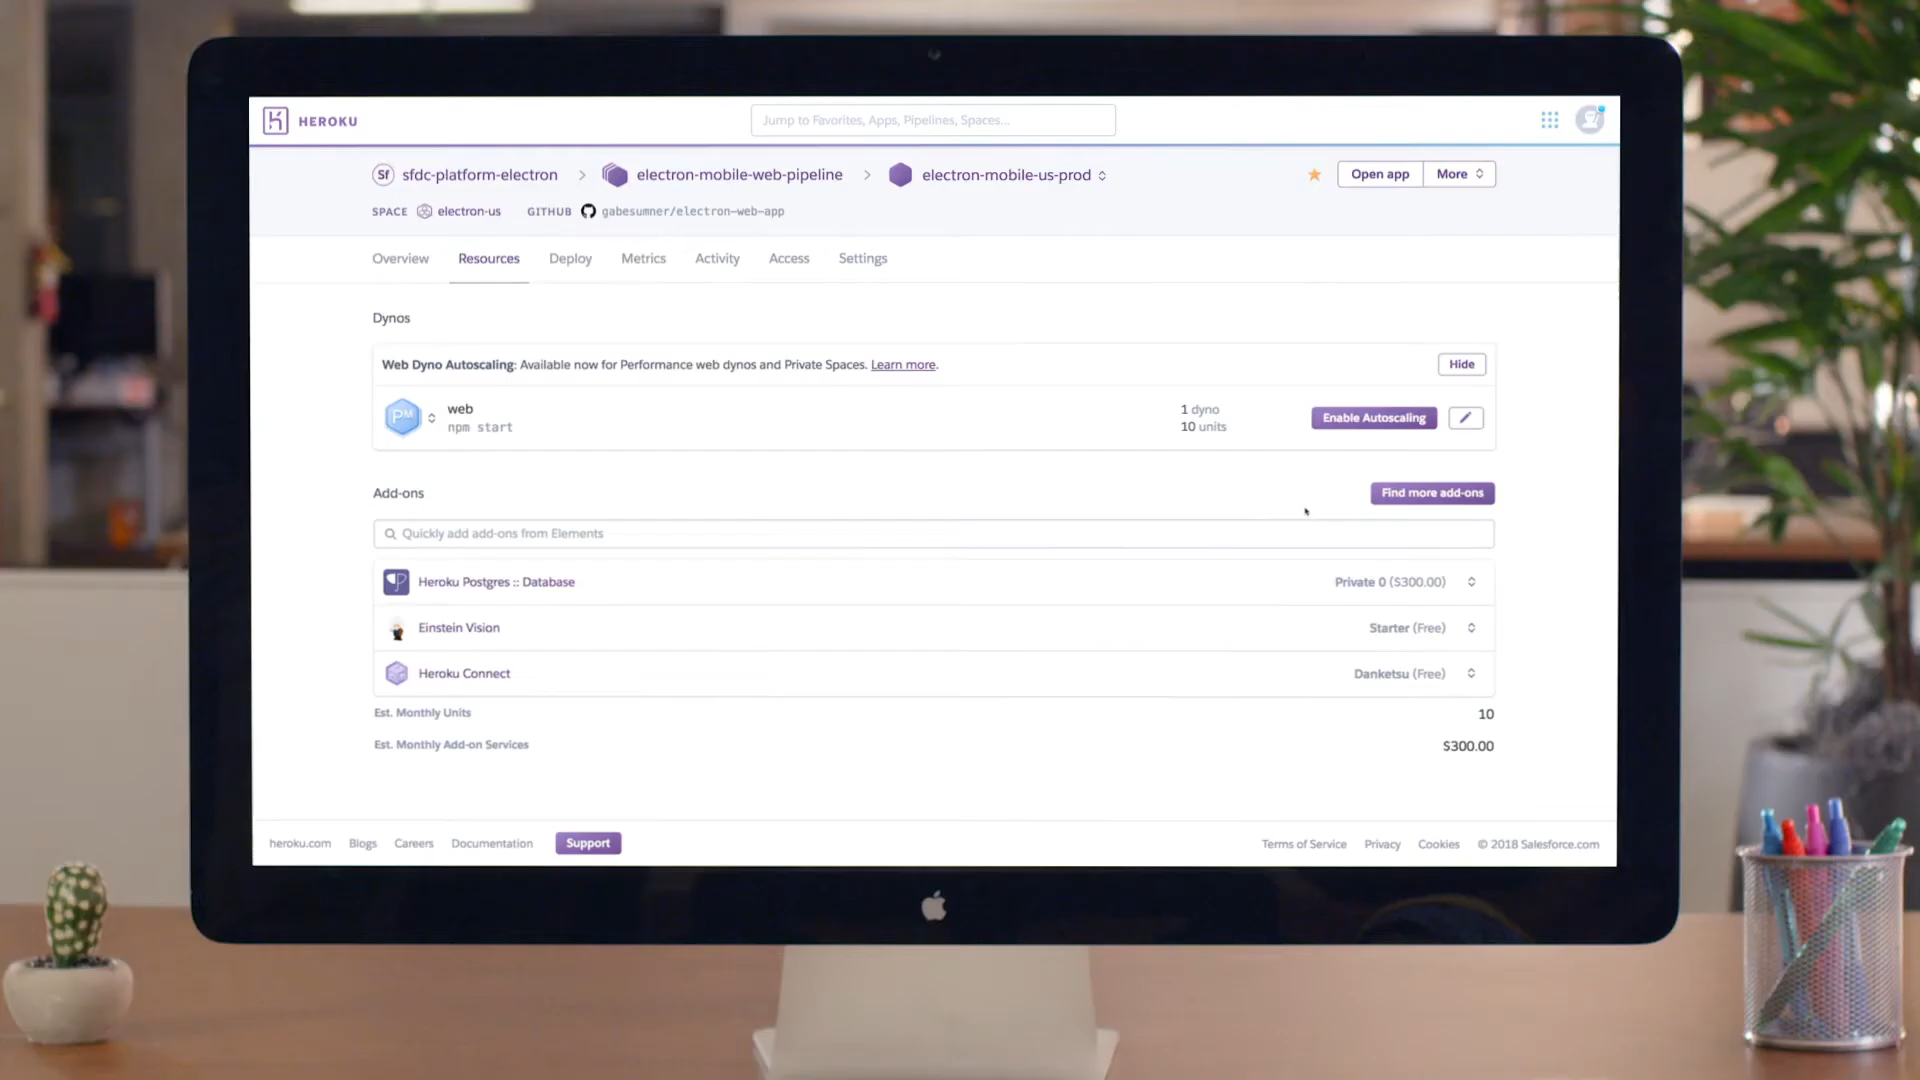 HEROKU
Jump to Favorites, Apps, Pipelines, Spaces...
Sf sfdc-platform-electron > electron-mobile-web-pipeline > electron-mobile-us-prod
Open app More
SPACE electron-us GITHUB gabesumner/electron-web-app
Overview Resources Deploy Metrics Activity Access Settings
Dynos
Web Dyno Autoscaling: Available now for Performance web dynos and Private Spaces. Learn more.
Hide
PM web
npm start
1 dyno
10 units
Enable Autoscaling
Add-ons
Find more add-ons
Quickly add add-ons from Elements
Heroku Postgres :: Database Private 0 ($300.00)
Einstein Vision Starter (Free)
Heroku Connect Danketsu (Free)
Est. Monthly Units 10
Est. Monthly Add-on Services $300.00
heroku.com Blogs Careers Documentation Support Terms of Service Privacy Cookies © 2018 Salesforce.com